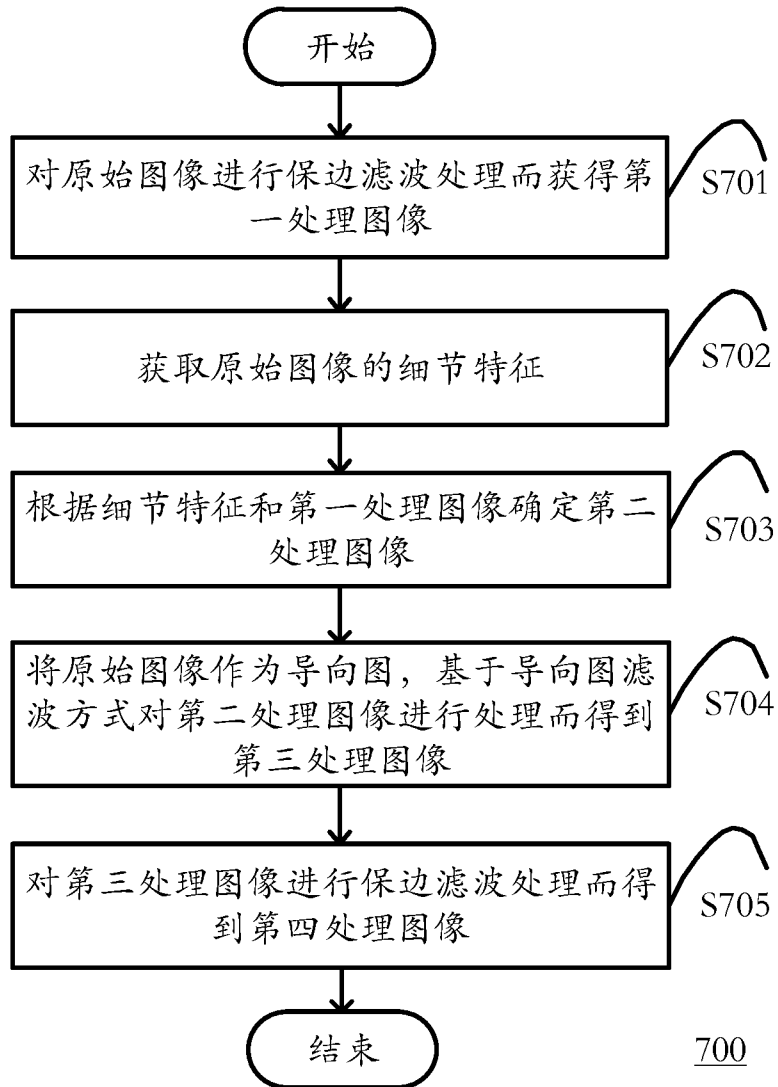 开始
对原始图像进行保边滤波处理而获得第
一处理图像
S701
获取原始图像的细节特征
S702
根据细节特征和第一处理图像确定第二
处理图像
S703
将原始图像作为导向图，基于导向图滤
波方式对第二处理图像进行处理而得到
第三处理图像
S704
对第三处理图像进行保边滤波处理而得
到第四处理图像
S705
结束
700